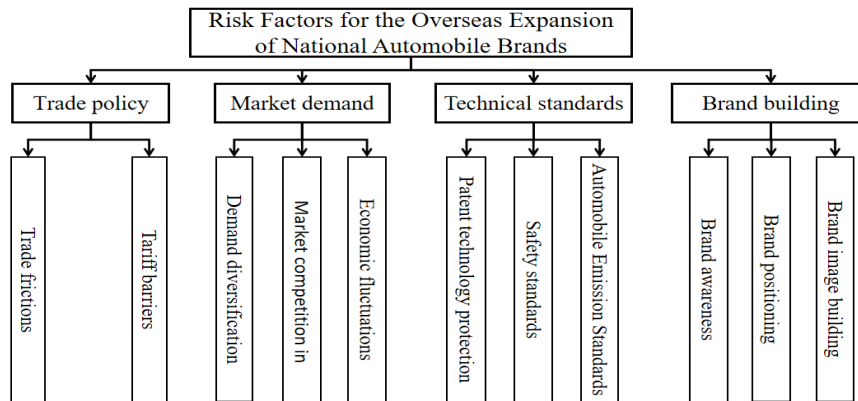 Risk Factors for the Overseas Expansion
of National Automobile Brands
Trade policy
Market demand
Technical standards
Brand building
Trade frictions
Tariff barriers
Demand diversification
Market competition in
Economic fluctuations
Patent technology protection
Safety standards
Automobile Emission Standards
Brand awareness
Brand positioning
Brand image building